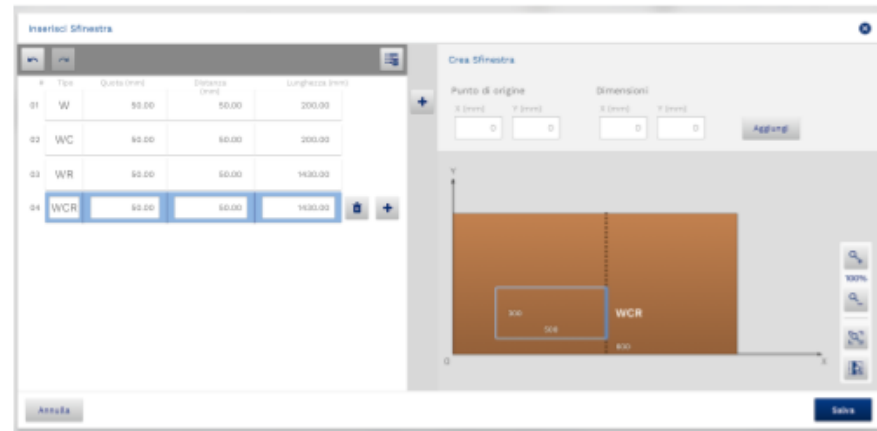 Inserisci Sfinestra
Crea Sfinestra
# Tipo Quota (mm) Distanza (mm) Lunghezza (mm)
01 W 50.00 50.00 200.00
02 WC 50.00 50.00 200.00
03 WR 50.00 50.00 1430.00
04 WCR 50.00 50.00 1430.00
Punto di origine Dimensioni
X (mm) Y (mm) X (mm) Y (mm)
0 0 0 0 Aggiungi
Y
100%
300 WCR
500
800
0 X
Annulla Salva